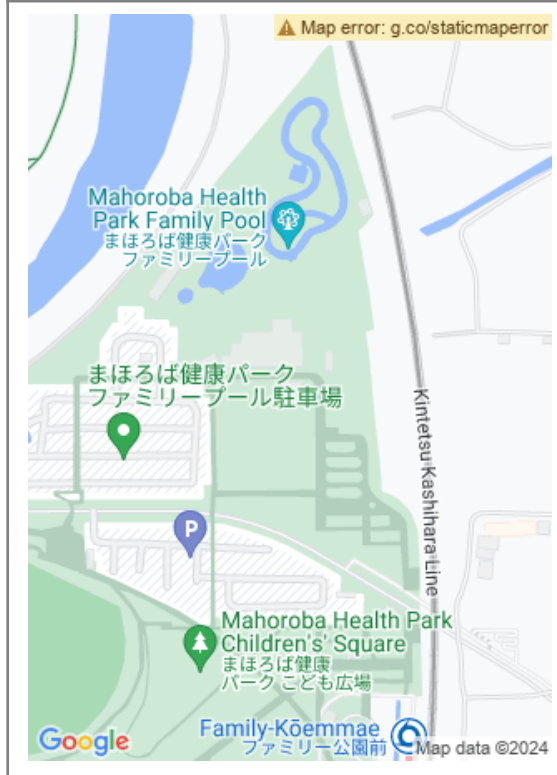 Map error: g.co/staticmaperror
Mahoroba Health
Park Family Pool
まほろば健康パーク
ファミリープール
まほろば健康パーク
ファミリープール駐車場
Kintetsu Kashihara Line
P
Mahoroba Health Park
Children's' Square
まほろば健康
パーク こども広場
Family-Kōemmae
ファミリー公園前
Google
Map data ©2024